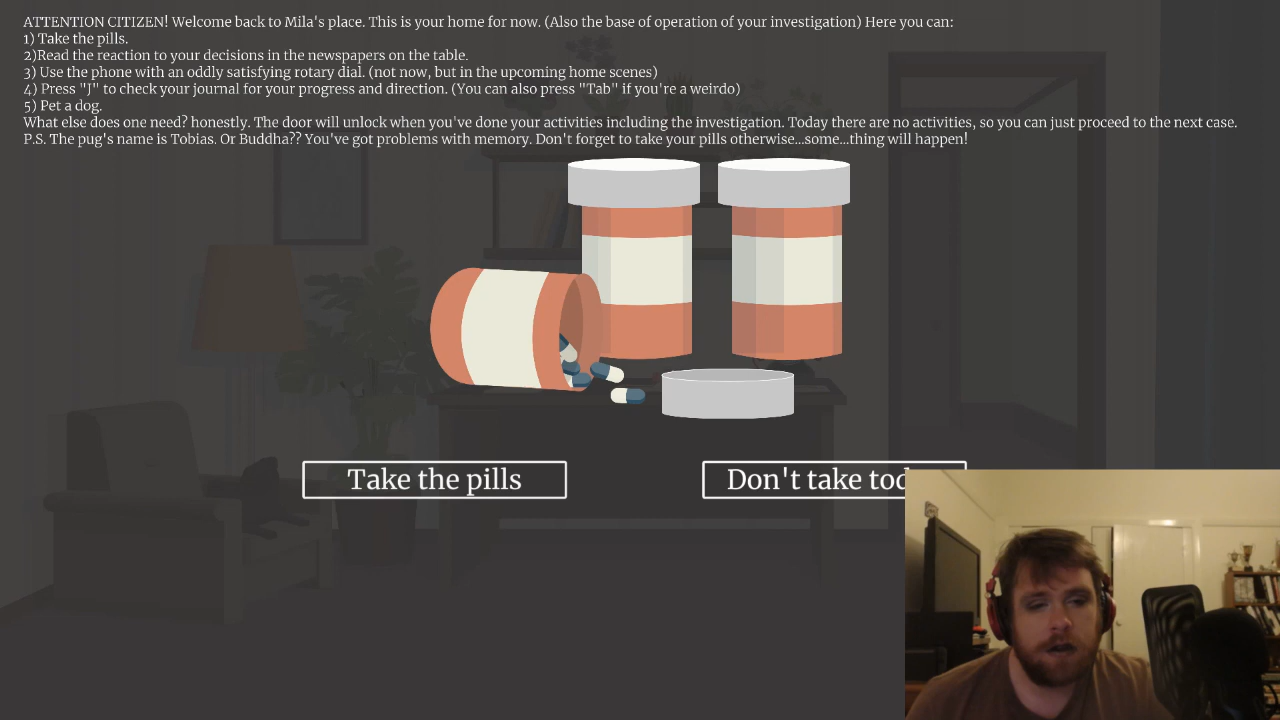 ATTENTION CITIZEN! Welcome back to Mila's place. This is your home for now. (Also the base of operation of your investigation) Here you can:
1) Take the pills.
2)Read the reaction to your decisions in the newspapers on the table.
3) Use the phone with an oddly satisfying rotary dial. (not now, but in the upcoming home scenes)
4) Press "J" to check your journal for your progress and direction. (You can also press "Tab" if you're a weirdo)
5) Pet a dog.
What else does one need? honestly. The door will unlock when you've done your activities including the investigation. Today there are no activities, so you can just proceed to the next case.
P.S. The pug's name is Tobias. Or Buddha?? You've got problems with memory. Don't forget to take your pills otherwise...some...thing will happen!
Take the pills
Don't take